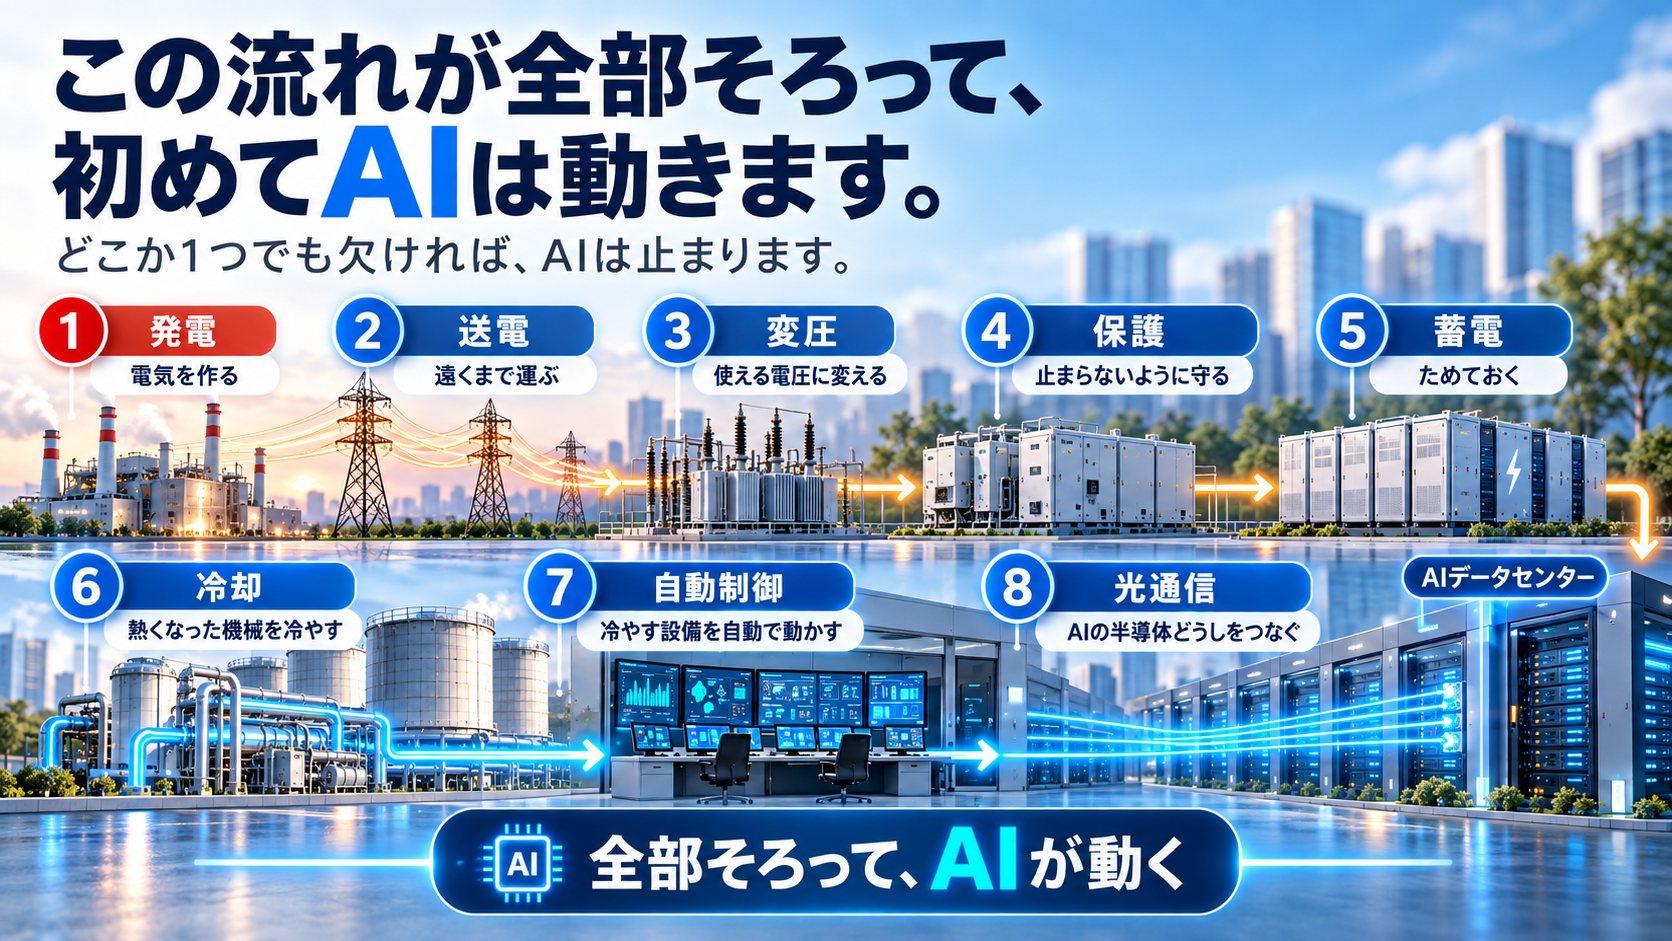 この流れが全部そろって、
初めてAIは動きます。
どこか1つでも欠ければ、AIは止まります。
1 発電
電気を作る
2 送電
遠くまで運ぶ
3 変圧
使える電圧に変える
4 保護
止まらないように守る
5 蓄電
ためておく
6 冷却
熱くなった機械を冷やす
7 自動制御
冷やす設備を自動で動かす
8 光通信
AIの半導体どうしをつなぐ
AIデータセンター
AI
全部そろって、AIが動く